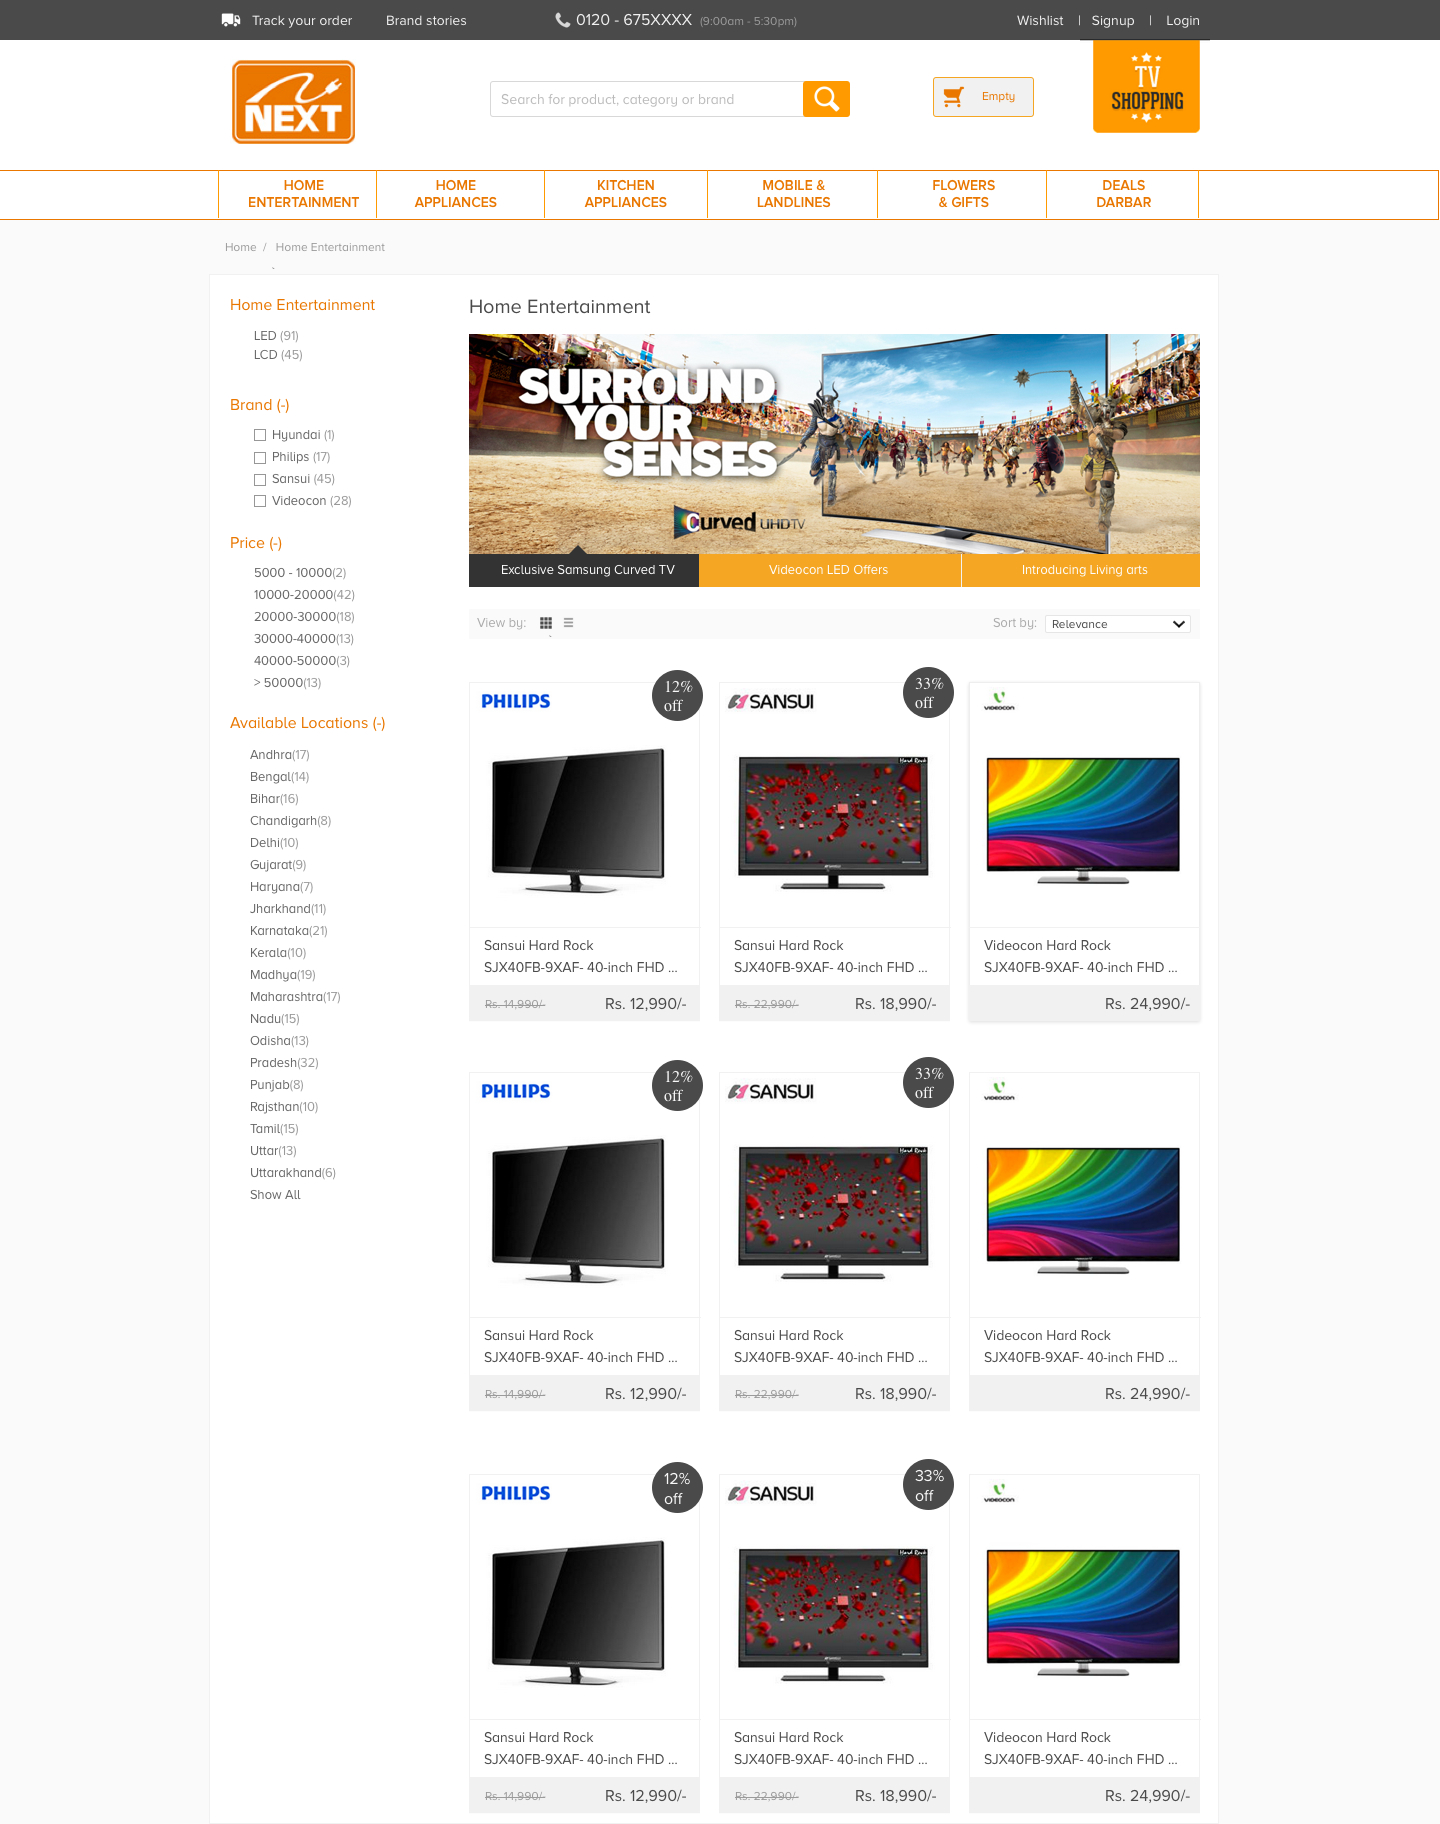 Track your order
Brand stories
0120 - 675XXXX (9:00am - 5:30pm)
Wishlist | Signup | Login
NEXT
Search for product, category or brand
Empty
TV
SHOPPING
HOME
ENTERTAINMENT
HOME
APPLIANCES
KITCHEN
APPLIANCES
MOBILE &
LANDLINES
FLOWERS
& GIFTS
DEALS
DARBAR
Home / Home Entertainment
Home Entertainment
LED (91)
LCD (45)
Brand (-)
Hyundai (1)
Philips (17)
Sansui (45)
Videocon (28)
Price (-)
5000 - 10000(2)
10000-20000(42)
20000-30000(18)
30000-40000(13)
40000-50000(3)
> 50000(13)
Available Locations (-)
Andhra(17)
Bengal(14)
Bihar(16)
Chandigarh(8)
Delhi(10)
Gujarat(9)
Haryana(7)
Jharkhand(11)
Karnataka(21)
Kerala(10)
Madhya(19)
Maharashtra(17)
Nadu(15)
Odisha(13)
Pradesh(32)
Punjab(8)
Rajsthan(10)
Tamil(15)
Uttar(13)
Uttarakhand(6)
Show All
Home Entertainment
SURROUND
YOUR
SENSES
Curved UHDTV
Exclusive Samsung Curved TV
Videocon LED Offers
Introducing Living arts
View by:
Sort by: Relevance
PHILIPS
12%
off
Sansui Hard Rock
SJX40FB-9XAF- 40-inch FHD ...
Rs. 14,990/- Rs. 12,990/-
SANSUI
33%
off
Hard Rock
Sansui Hard Rock
SJX40FB-9XAF- 40-inch FHD ...
Rs. 22,990/- Rs. 18,990/-
VIDEOCON
Videocon Hard Rock
SJX40FB-9XAF- 40-inch FHD ...
Rs. 24,990/-
PHILIPS
12%
off
Sansui Hard Rock
SJX40FB-9XAF- 40-inch FHD ...
Rs. 14,990/- Rs. 12,990/-
SANSUI
33%
off
Hard Rock
Sansui Hard Rock
SJX40FB-9XAF- 40-inch FHD ...
Rs. 22,990/- Rs. 18,990/-
VIDEOCON
Videocon Hard Rock
SJX40FB-9XAF- 40-inch FHD ...
Rs. 24,990/-
PHILIPS
12%
off
Sansui Hard Rock
SJX40FB-9XAF- 40-inch FHD ...
Rs. 14,990/- Rs. 12,990/-
SANSUI
33%
off
Hard Rock
Sansui Hard Rock
SJX40FB-9XAF- 40-inch FHD ...
Rs. 22,990/- Rs. 18,990/-
VIDEOCON
Videocon Hard Rock
SJX40FB-9XAF- 40-inch FHD ...
Rs. 24,990/-